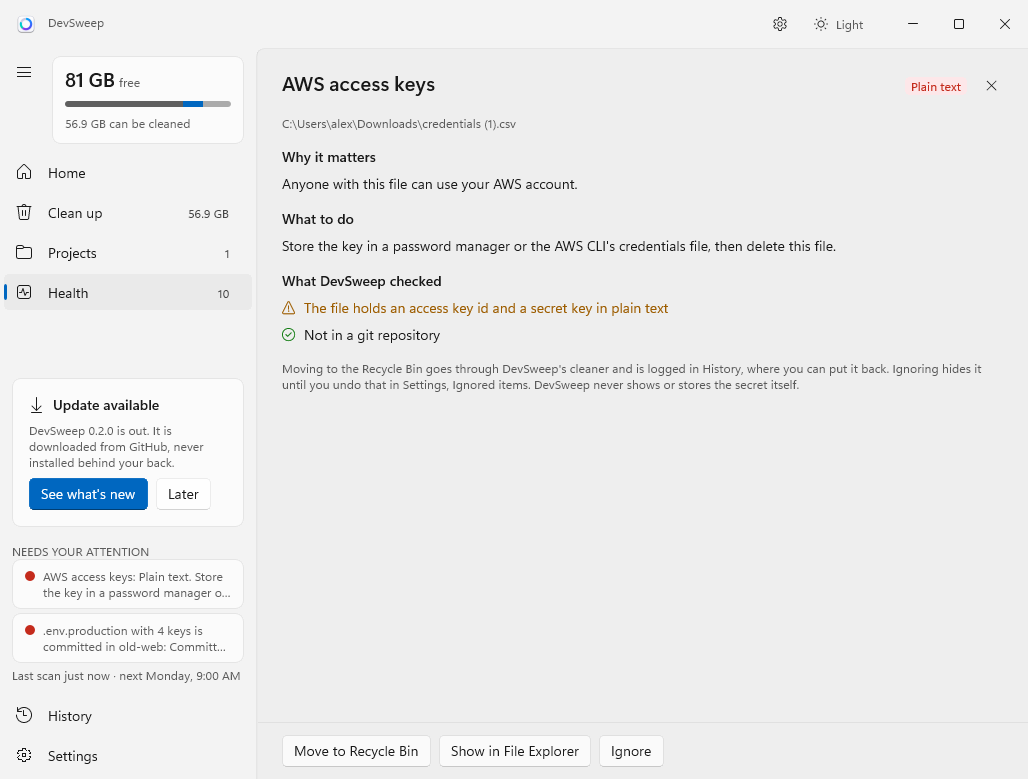 DevSweep
Light
81 GB free
56.9 GB can be cleaned
Home
Clean up 56.9 GB
Projects 1
Health 10
Update available
DevSweep 0.2.0 is out. It is
downloaded from GitHub, never
installed behind your back.
See what's new Later
NEEDS YOUR ATTENTION
AWS access keys: Plain text. Store
the key in a password manager o...
.env.production with 4 keys is
committed in old-web: Committ...
Last scan just now · next Monday, 9:00 AM
History
Settings
AWS access keys Plain text
C:\Users\alex\Downloads\credentials (1).csv
Why it matters
Anyone with this file can use your AWS account.
What to do
Store the key in a password manager or the AWS CLI's credentials file, then delete this file.
What DevSweep checked
The file holds an access key id and a secret key in plain text
Not in a git repository
Moving to the Recycle Bin goes through DevSweep's cleaner and is logged in History, where you can put it back. Ignoring hides it
until you undo that in Settings, Ignored items. DevSweep never shows or stores the secret itself.
Move to Recycle Bin Show in File Explorer Ignore